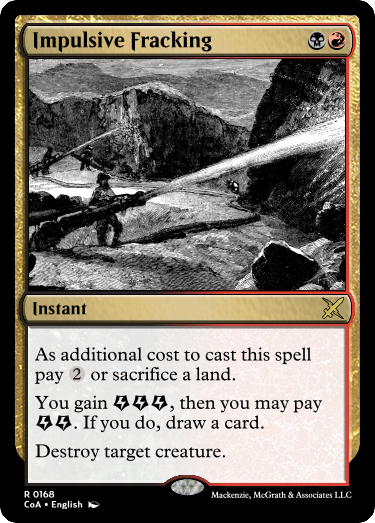 Impulsive Fracking
Instant
As additional cost to cast this spell
pay 2 or sacrifice a land.
You gain , then you may pay
. If you do, draw a card.
Destroy target creature.
R 0168
CoA • English
Mackenzie, McGrath & Associates LLC